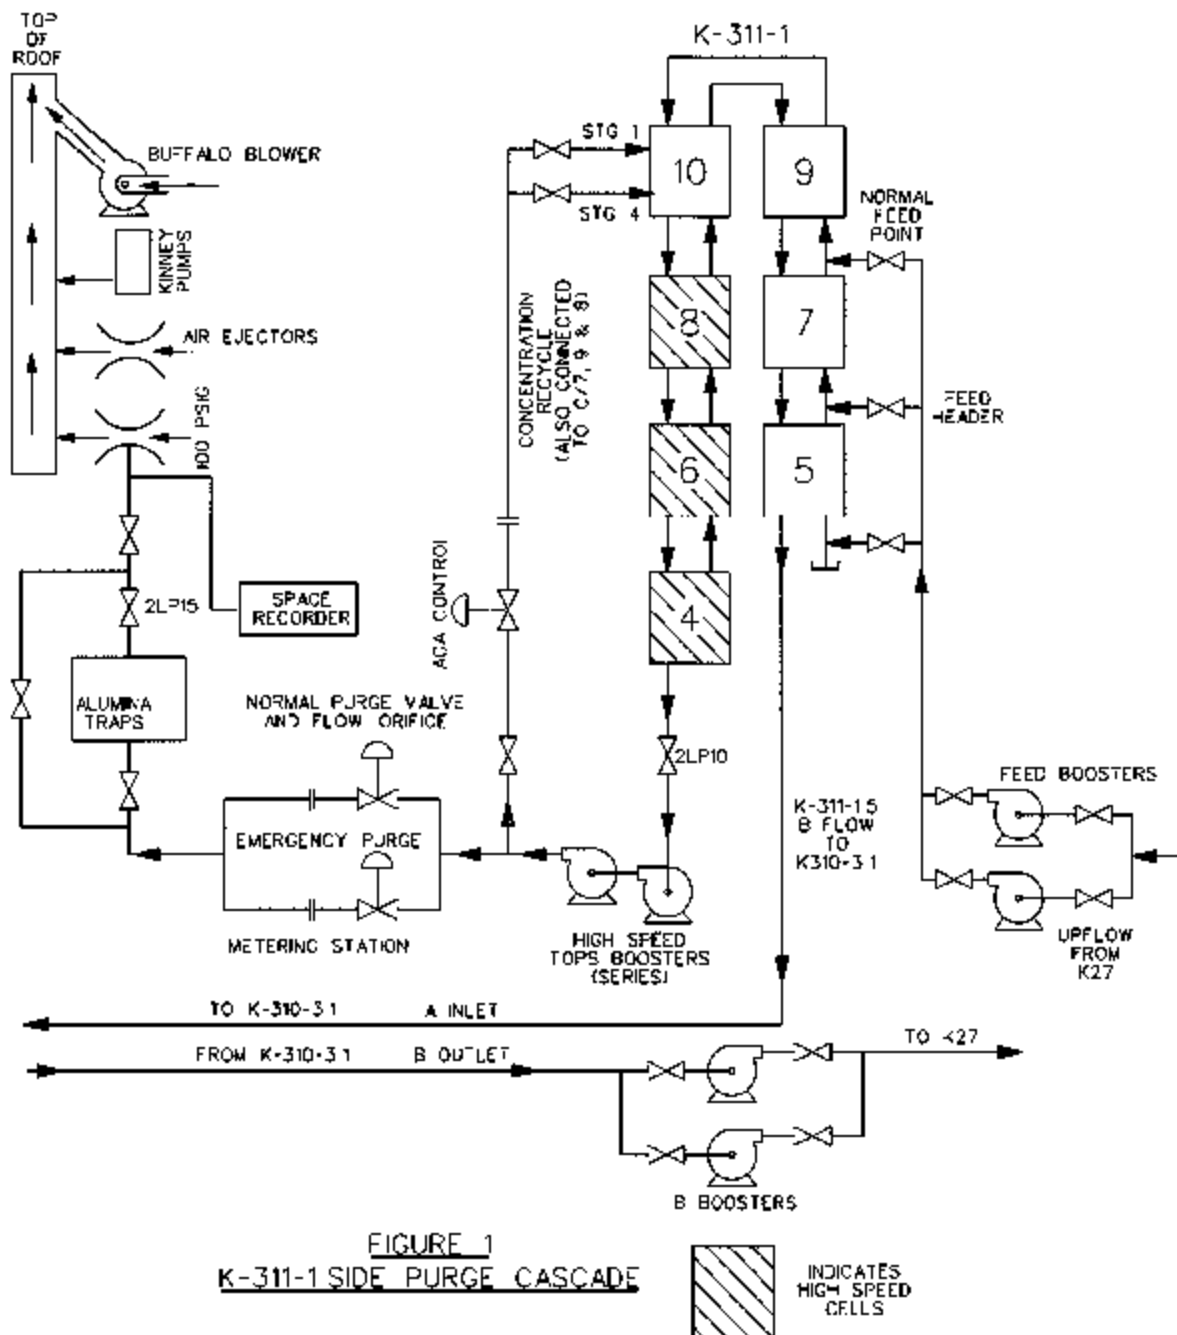 TOP
OF
ROOF
K-311-1
BUFFALO BLOWER
STG 1
STG 4
10
9
NORMAL
FEED
POINT
KINNEY
PUMPS
AIR EJECTORS
100 PSIG
CONCENTRATION
RECYCLE
(ALSO CONNECTED
TO C/7, 9 & 8)
8
7
FEED
HEADER
6
5
SPACE
RECORDER
2LP15
ACA CONTROL
4
ALUMINA
TRAPS
NORMAL PURGE VALVE
AND FLOW ORIFICE
2LP10
FEED BOOSTERS
K-311-1.5
B FLOW
TO
K310-3.1
EMERGENCY PURGE
METERING STATION
HIGH SPEED
TOPS BOOSTERS
(SERIES)
UPFLOW
FROM
K27
TO K-310-3.1 A INLET
FROM K-310-3.1 B OUTLET
TO K27
B BOOSTERS
FIGURE 1
K-311-1 SIDE PURGE CASCADE
INDICATES
HIGH SPEED
CELLS